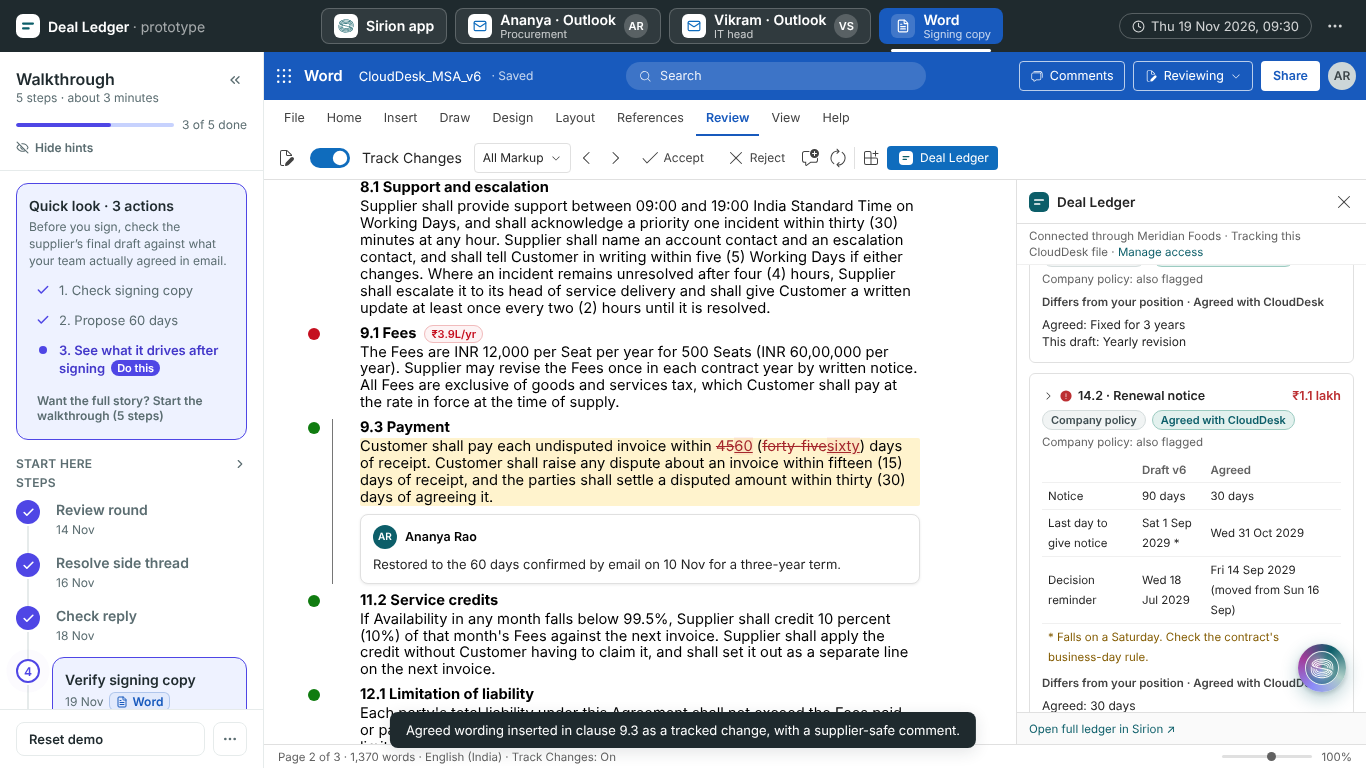 Deal Ledger · prototype
Sirion app
Ananya · Outlook
Procurement
AR
Vikram · Outlook
IT head
VS
Word
Signing copy
Thu 19 Nov 2026, 09:30
Walkthrough
5 steps · about 3 minutes
3 of 5 done
Hide hints
Quick look · 3 actions
Before you sign, check the
supplier's final draft against what
your team actually agreed in email.
1. Check signing copy
2. Propose 60 days
3. See what it drives after
signing Do this
Want the full story? Start the
walkthrough (5 steps)
START HERE
STEPS
Review round
14 Nov
Resolve side thread
16 Nov
Check reply
18 Nov
4
Verify signing copy
19 Nov Word
Reset demo
Word
CloudDesk_MSA_v6 · Saved
Search
Comments
Reviewing
Share
AR
File Home Insert Draw Design Layout References Review View Help
Track Changes
All Markup
Accept
Reject
Deal Ledger
8.1 Support and escalation
Supplier shall provide support between 09:00 and 19:00 India Standard Time on
Working Days, and shall acknowledge a priority one incident within thirty (30)
minutes at any hour. Supplier shall name an account contact and an escalation
contact, and shall tell Customer in writing within five (5) Working Days if either
changes. Where an incident remains unresolved after four (4) hours, Supplier
shall escalate it to its head of service delivery and shall give Customer a written
update at least once every two (2) hours until it is resolved.
9.1 Fees ₹3.9L/yr
The Fees are INR 12,000 per Seat per year for 500 Seats (INR 60,00,000 per
year). Supplier may revise the Fees once in each contract year by written notice.
All Fees are exclusive of goods and services tax, which Customer shall pay at
the rate in force at the time of supply.
9.3 Payment
Customer shall pay each undisputed invoice within 4560 (forty-fivesixty) days
of receipt. Customer shall raise any dispute about an invoice within fifteen (15)
days of receipt, and the parties shall settle a disputed amount within thirty (30)
days of agreeing it.
AR
Ananya Rao
Restored to the 60 days confirmed by email on 10 Nov for a three-year term.
11.2 Service credits
If Availability in any month falls below 99.5%, Supplier shall credit 10 percent
(10%) of that month's Fees against the next invoice. Supplier shall apply the
credit without Customer having to claim it, and shall set it out as a separate line
on the next invoice.
12.1 Limitation of liability
Each party's total liability under this Agreement shall not exceed the Fees paid
Agreed wording inserted in clause 9.3 as a tracked change, with a supplier-safe comment.
Page 2 of 3 · 1,370 words · English (India) · Track Changes: On
100%
Deal Ledger
Connected through Meridian Foods · Tracking this
CloudDesk file · Manage access
Company policy: also flagged
Differs from your position · Agreed with CloudDesk
Agreed: Fixed for 3 years
This draft: Yearly revision
14.2 · Renewal notice ₹1.1 lakh
Company policy Agreed with CloudDesk
Company policy: also flagged
Draft v6 Agreed
Notice 90 days 30 days
Last day to give notice Sat 1 Sep 2029 * Wed 31 Oct 2029
Decision reminder Wed 18 Jul 2029 Fri 14 Sep 2029 (moved from Sun 16 Sep)
* Falls on a Saturday. Check the contract's
business-day rule.
Differs from your position · Agreed with CloudD
Agreed: 30 days
Open full ledger in Sirion ↗